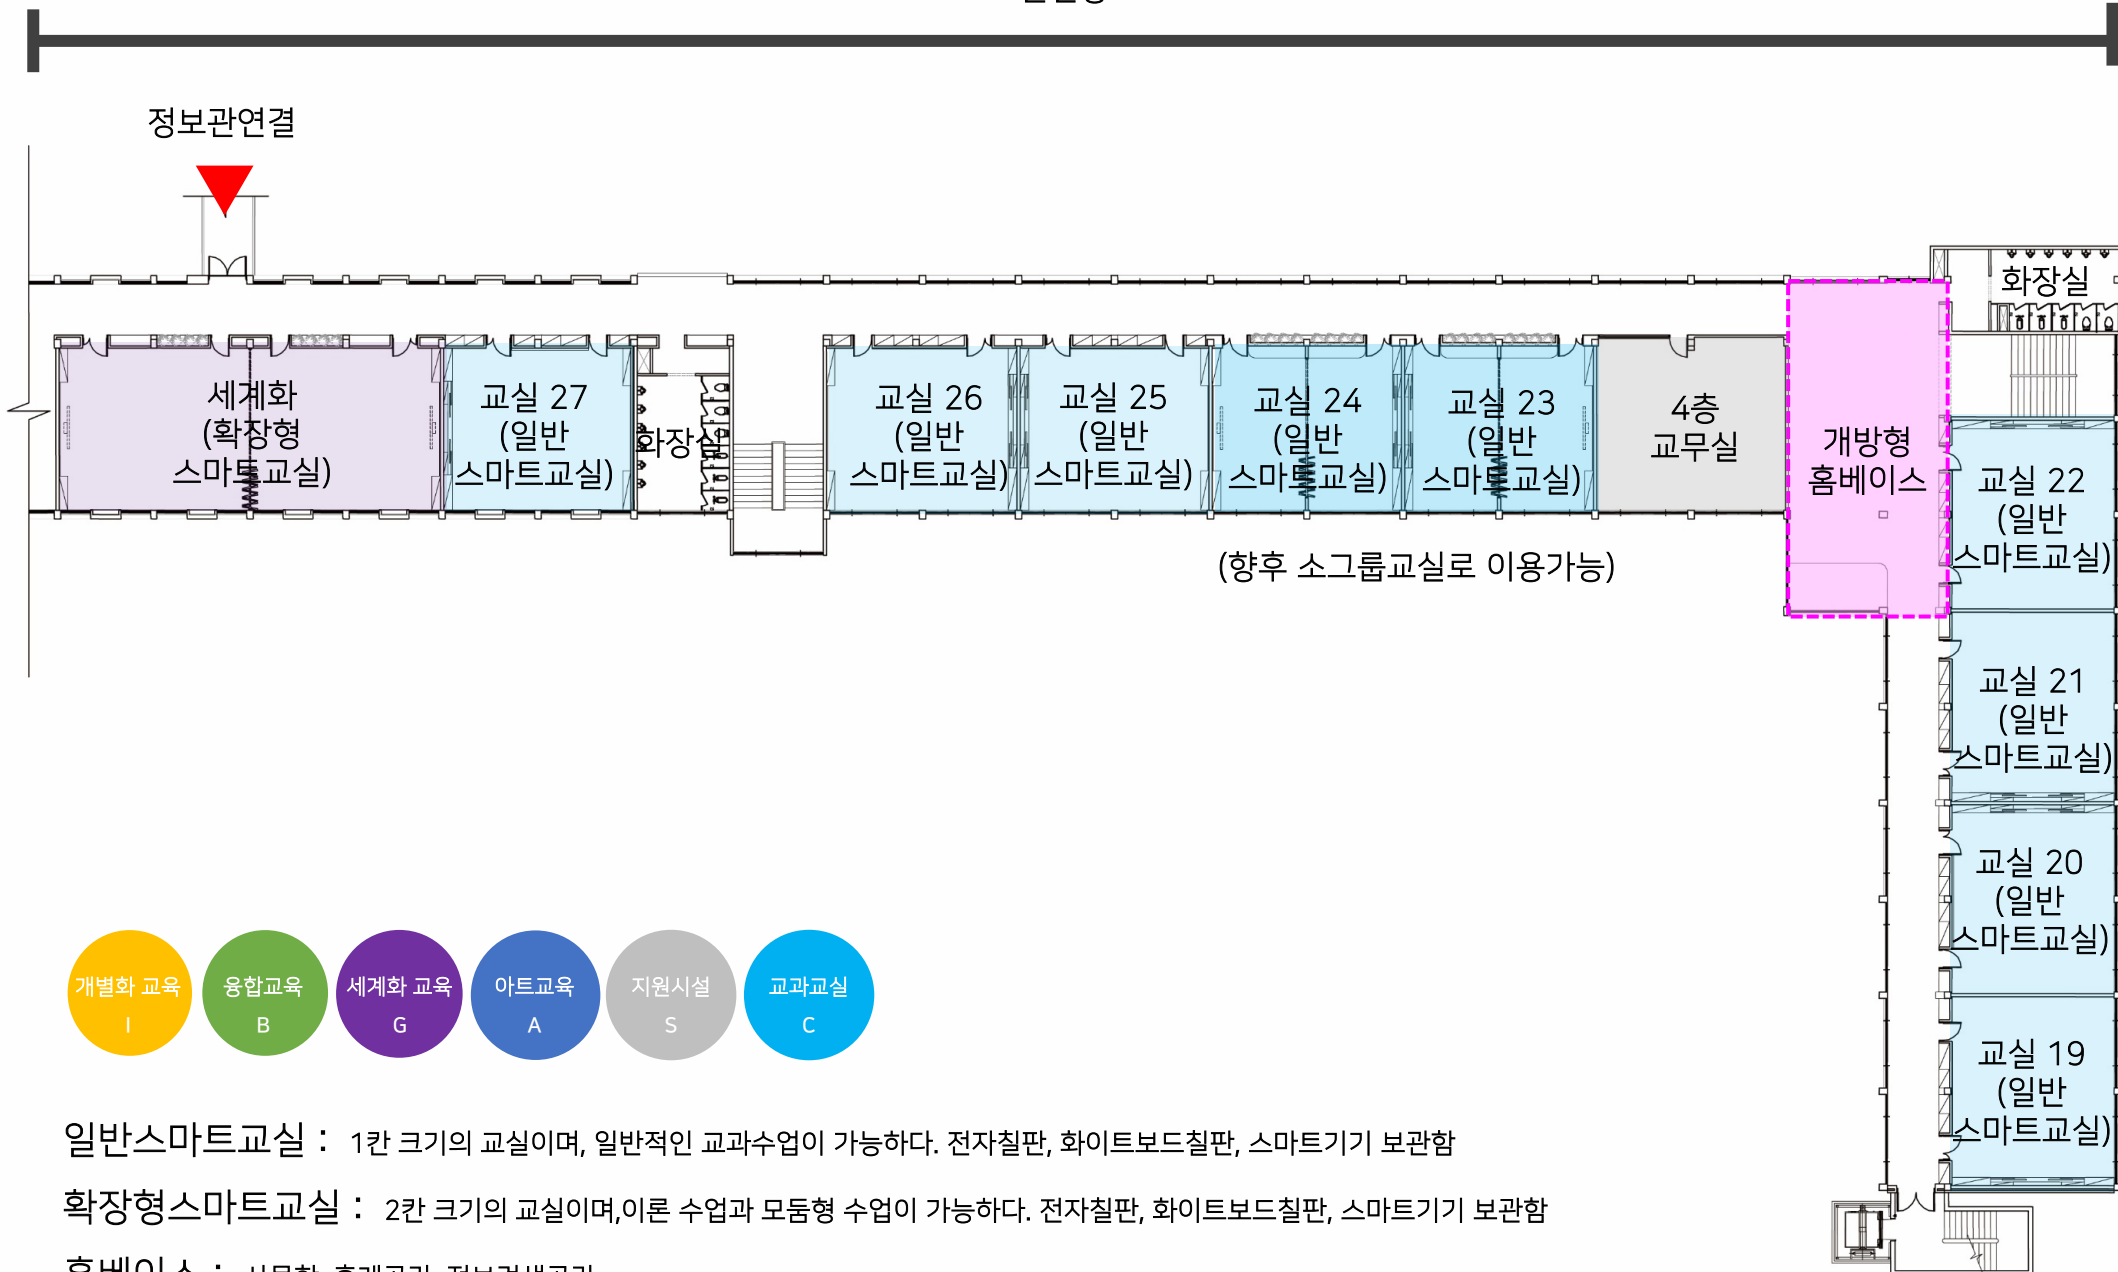 정보관연결
화장실
세계화
(확장형
스마트교실)
교실 27
(일반
스마트교실)
화장실
교실 26
(일반
스마트교실)
교실 25
(일반
스마트교실)
교실 24
(일반
스마트교실)
교실 23
(일반
스마트교실)
4층
교무실
개방형
홈베이스
교실 22
(일반
스마트교실)
(향후 소그룹교실로 이용가능)
교실 21
(일반
스마트교실)
교실 20
(일반
스마트교실)
교실 19
(일반
스마트교실)
개별화 교육
I
융합교육
B
세계화 교육
G
아트교육
A
지원시설
S
교과교실
C
일반스마트교실 : 1칸 크기의 교실이며, 일반적인 교과수업이 가능하다. 전자칠판, 화이트보드칠판, 스마트기기 보관함
확장형스마트교실 : 2칸 크기의 교실이며,이론 수업과 모둠형 수업이 가능하다. 전자칠판, 화이트보드칠판, 스마트기기 보관함
홈베이스 :